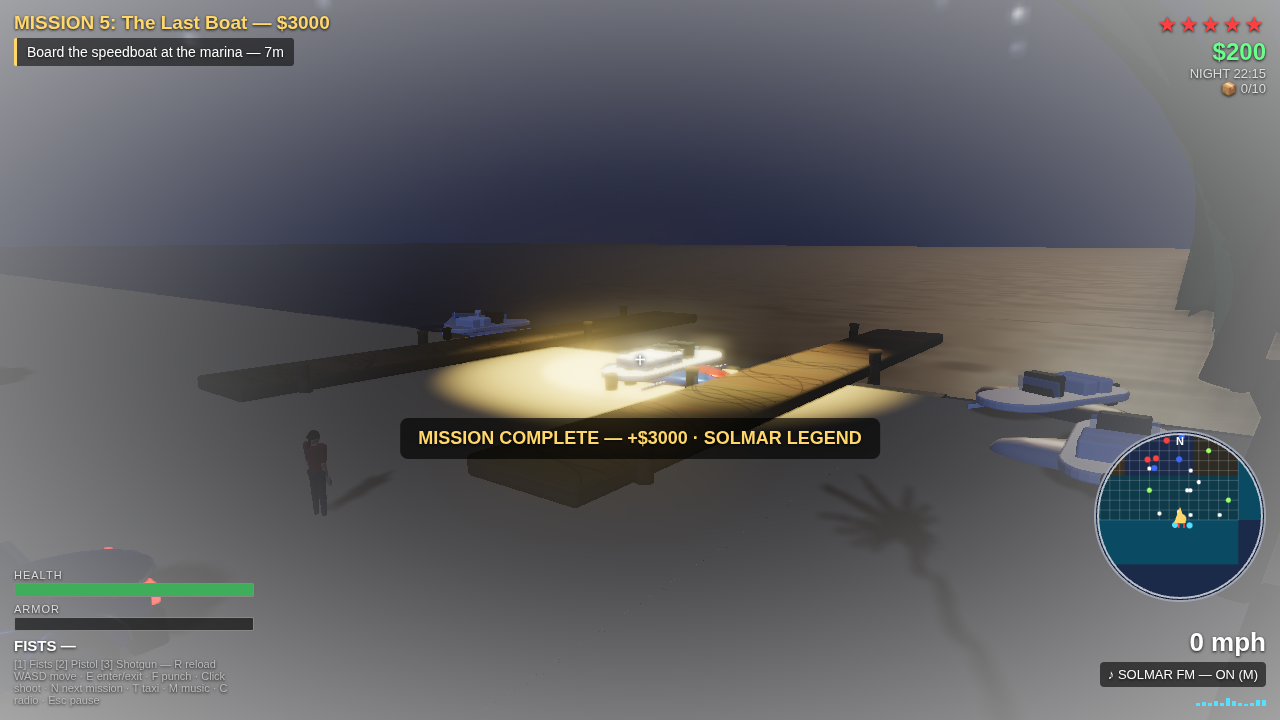 MISSION 5: The Last Boat — $3000
Board the speedboat at the marina — 7m
★★★★★
$200
NIGHT 22:15
📦 0/10
MISSION COMPLETE — +$3000 · SOLMAR LEGEND
N
HEALTH
ARMOR
FISTS —
[1] Fists [2] Pistol [3] Shotgun — R reload
WASD move · E enter/exit · F punch · Click
shoot · N next mission · T taxi · M music · C
radio · Esc pause
0 mph
♪ SOLMAR FM — ON (M)